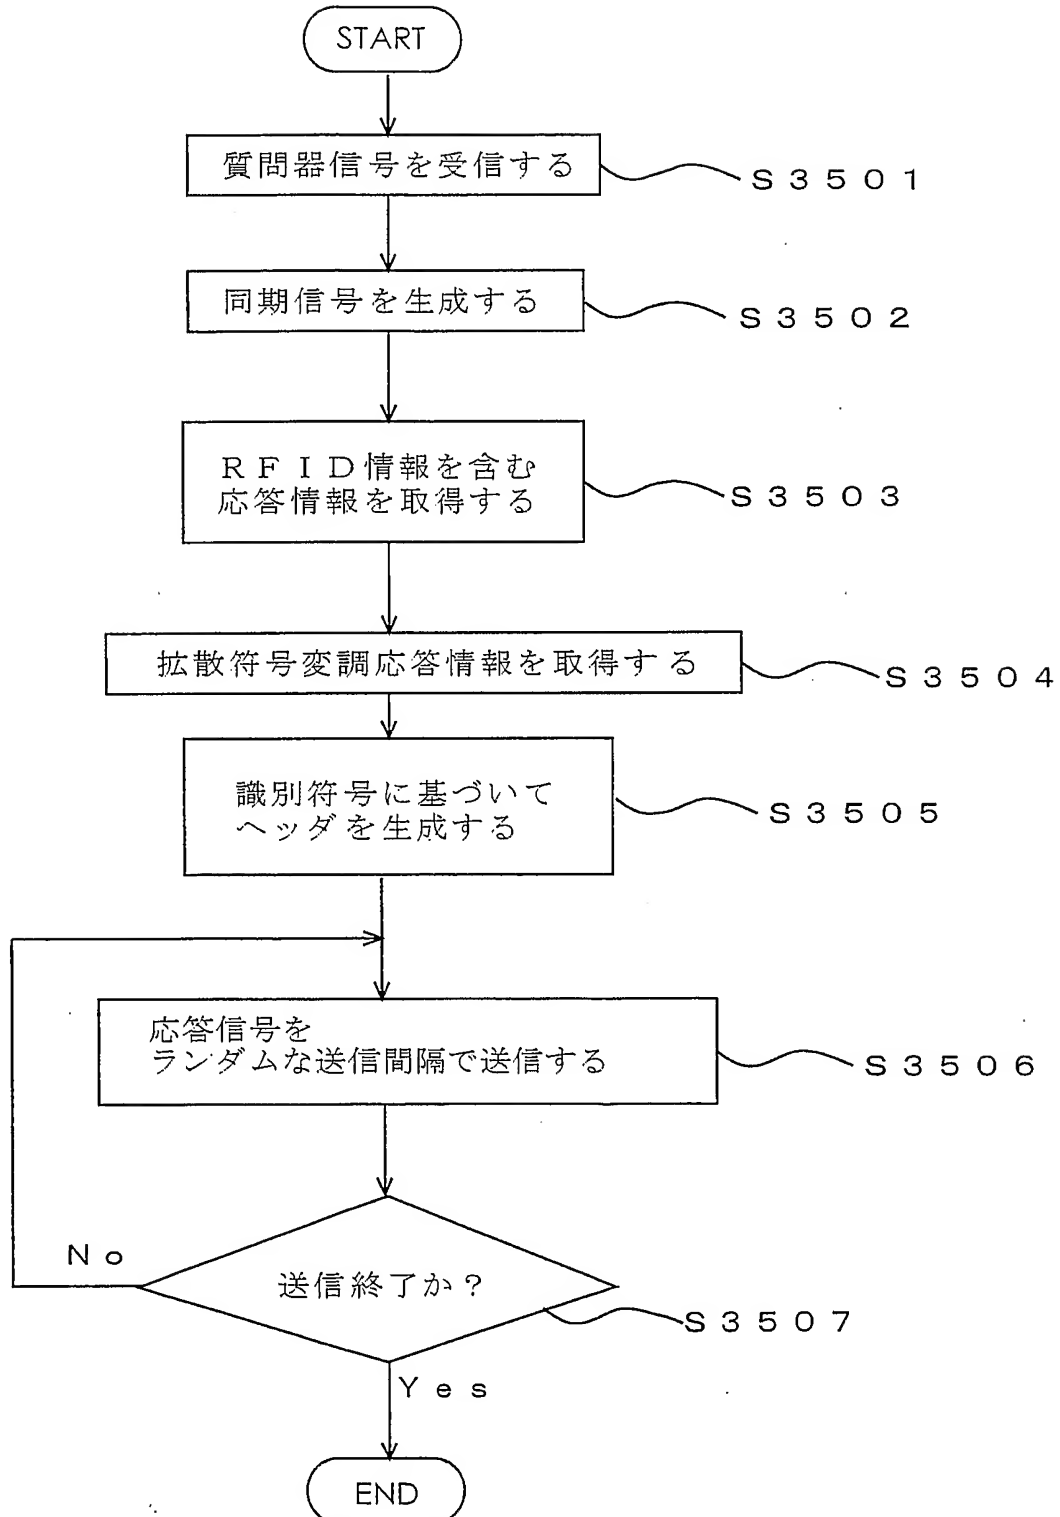 START
質問器信号を受信する
S3501
同期信号を生成する
S3502
RFID情報を含む
応答情報を取得する
S3503
拡散符号変調応答情報を取得する
S3504
識別符号に基づいて
ヘッダを生成する
S3505
応答信号を
ランダムな送信間隔で送信する
S3506
No
送信終了か?
S3507
Yes
END